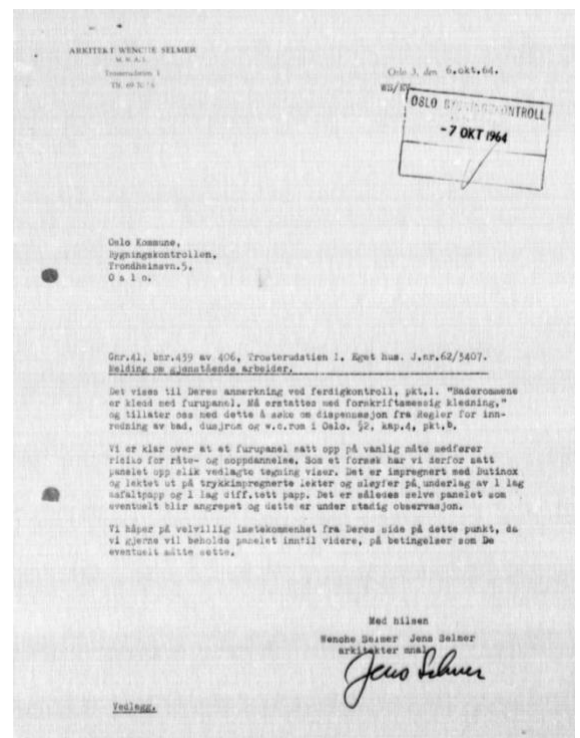 ARKITEKT WENCHE SELMER
M. N. A. L.
Trosterudstien 1
Tlf.
Oslo 3, den 6.okt.64.
WS/
OSLO BYGNINGSKONTROLL
-7 OKT 1964
Oslo Kommune,
Bygningskontrollen,
Trondheimsvn.5,
O s l o.
Gnr.41, bnr.439 av 406, Trosterudstien 1. Eget hus. J.nr.62/5407.
Melding om gjenstående arbeider.
Det vises til Deres anmerkning ved ferdigkontroll, pkt.1. "Baderommene
er kledd med furupanel. Må erstattes med forskriftsmessig kledning,"
og tillater oss med dette å søke om dispensasjon fra Regler for inn-
redning av bad, dusjrom og w.c.rom i Oslo. §2, kap.4, pkt.B.
Vi er klar over at et furupanel satt opp på vanlig måte medfører
risiko for råte- og soppdannelse. Som et forsøk har vi derfor satt
panelet opp slik vedlagte tegning viser. Det er impregnert med Butinox
og lektet ut på trykkimpregnerte lekter og sløyfer på underlag av 1 lag
asfaltpapp og 1 lag diff.tett papp. Det er således selve panelet som
eventuelt blir angrepet og dette er under stadig observasjon.
Vi håper på velvillig imøtekommenhet fra Deres side på dette punkt, da
vi gjerne vil beholde panelet inntil videre, på betingelser som De
eventuelt måtte sette.
Med hilsen
Wenche Selmer Jens Selmer
arkitekter mnal
Jens Selmer
Vedlegg.